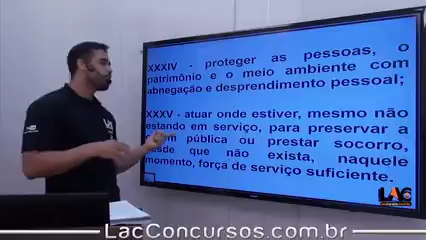 XXXIV - proteger as pessoas, o
patrimônio e o meio ambiente com
abnegação e desprendimento pessoal;
XXXV - atuar onde estiver, mesmo não
estando em serviço, para preservar a
pública ou prestar socorro,
desde que não exista, naquele
momento, força de serviço suficiente.
LAC
LacConcursos.com.br